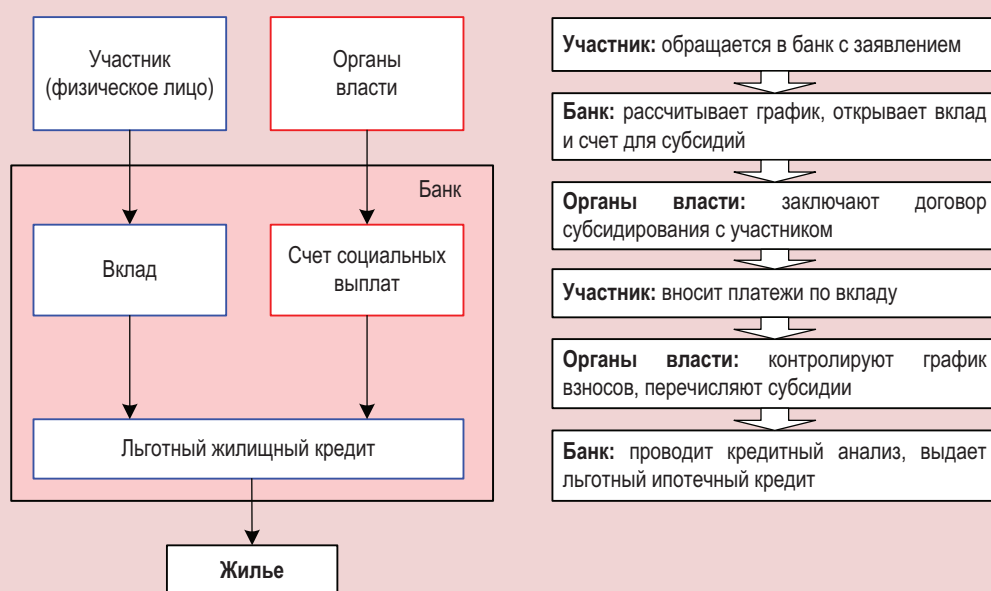 Участник
(физическое лицо)
Органы
власти
Банк
Вклад
Счет социальных
выплат
Льготный жилищный кредит
Жилье
Участник: обращается в банк с заявлением
Банк: рассчитывает график, открывает вклад
и счет для субсидий
Органы власти: заключают договор
субсидирования с участником
Участник: вносит платежи по вкладу
Органы власти: контролируют график
взносов, перечисляют субсидии
Банк: проводит кредитный анализ, выдает
льготный ипотечный кредит